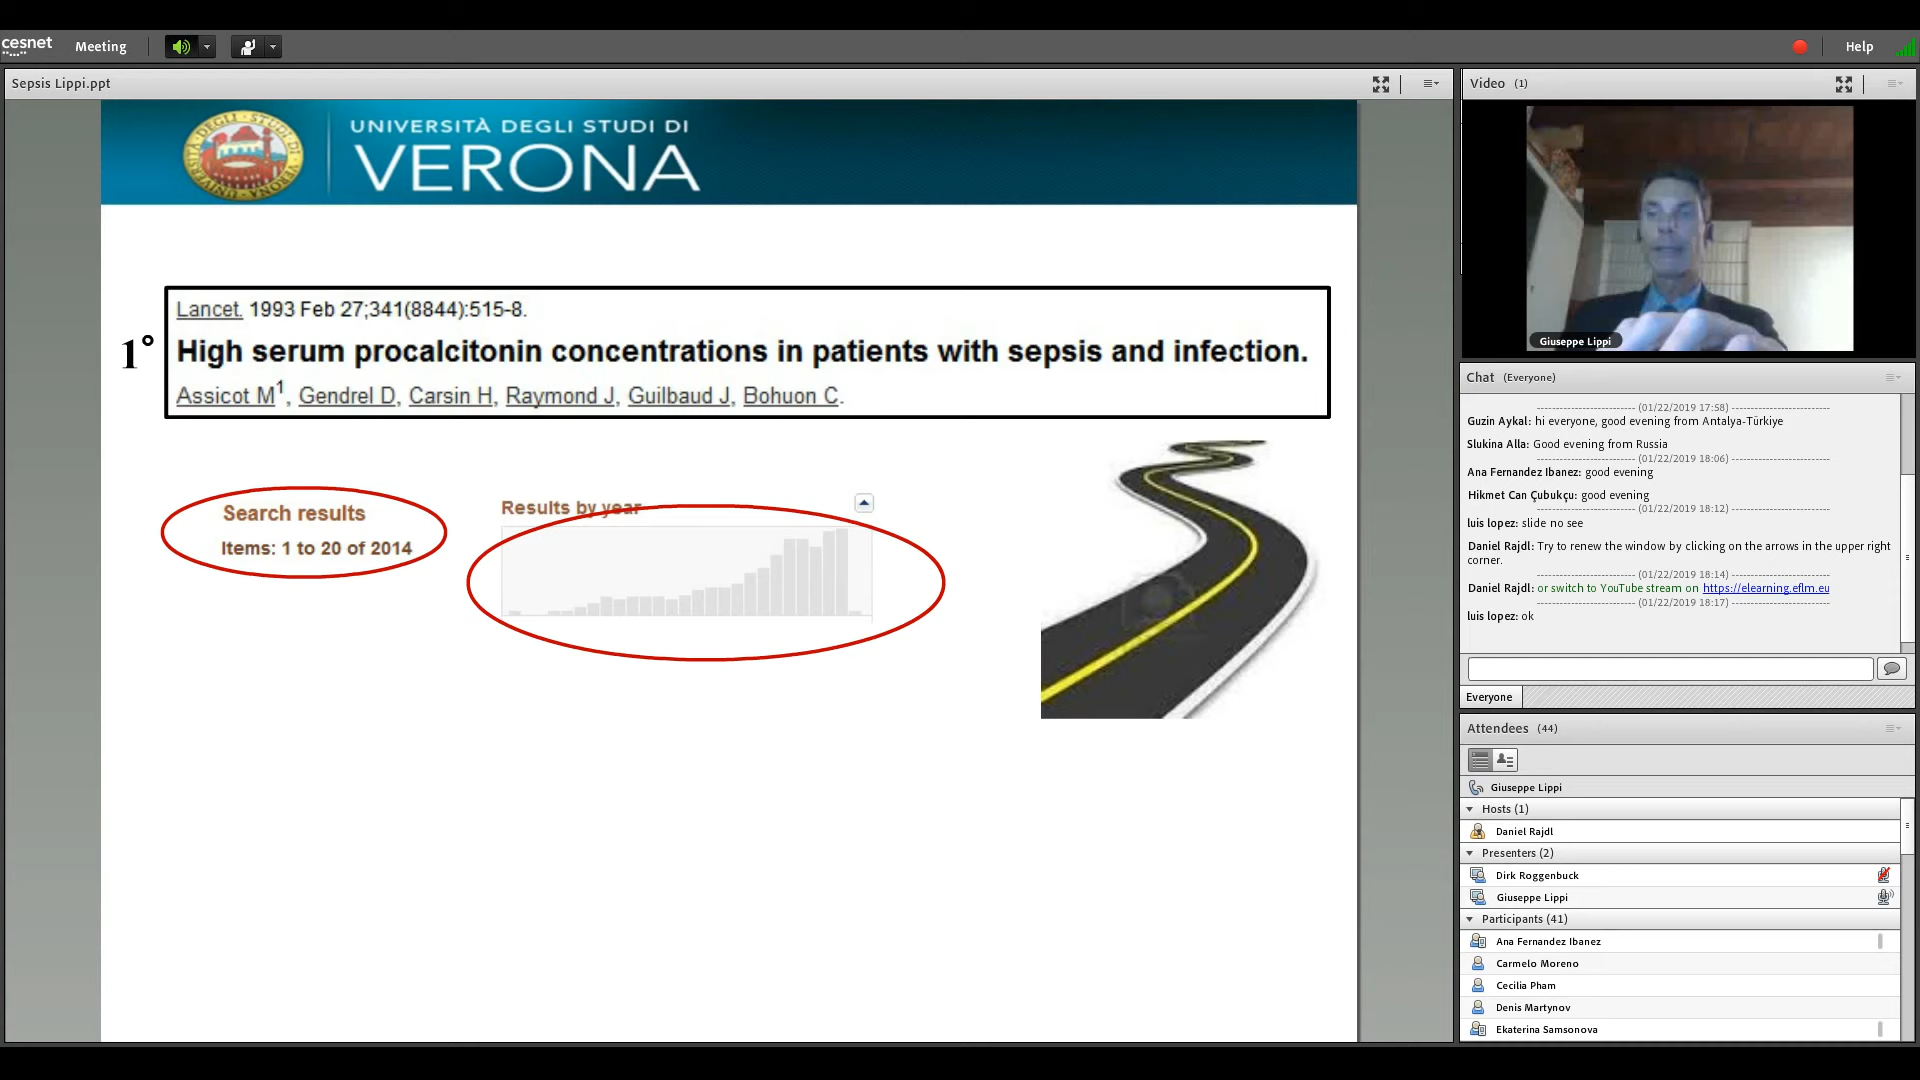 cesnet
Meeting
Help
Sepsis Lippi.ppt
UNIVERSITÀ DEGLI STUDI DI
VERONA
1°
Lancet. 1993 Feb 27;341(8844):515-8.
High serum procalcitonin concentrations in patients with sepsis and infection.
Assicot M1, Gendrel D, Carsin H, Raymond J, Guilbaud J, Bohuon C.
Search results
Items: 1 to 20 of 2014
Results by year
Video (1)
Giuseppe Lippi
Chat (Everyone)
(01/22/2019 17:58)
Guzin Aykal: hi everyone, good evening from Antalya-Türkiye
Slukina Alla: Good evening from Russia
(01/22/2019 18:06)
Ana Fernandez Ibanez: good evening
Hikmet Can Çubukçu: good evening
(01/22/2019 18:12)
luis lopez: slide no see
Daniel Rajdl: Try to renew the window by clicking on the arrows in the upper right
corner.
(01/22/2019 18:14)
Daniel Rajdl: or switch to YouTube stream on https://elearning.eflm.eu
(01/22/2019 18:17)
luis lopez: ok
Everyone
Attendees (44)
Giuseppe Lippi
Hosts (1)
Daniel Rajdl
Presenters (2)
Dirk Roggenbuck
Giuseppe Lippi
Participants (41)
Ana Fernandez Ibanez
Carmelo Moreno
Cecilia Pham
Denis Martynov
Ekaterina Samsonova